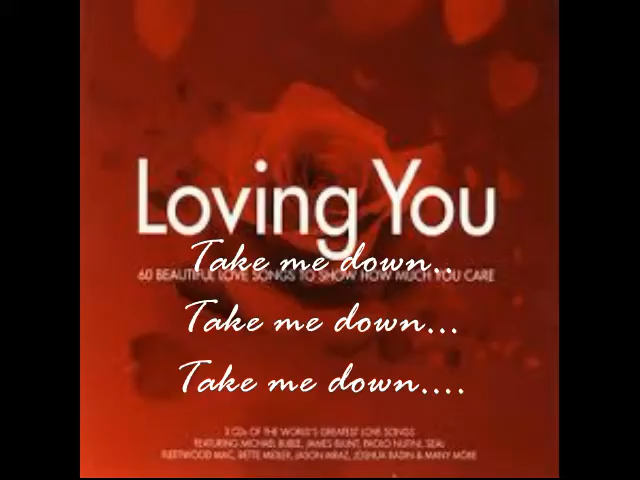 Loving You
Take me down..
60 BEAUTIFUL LOVE SONGS TO SHOW HOW MUCH YOU CARE
Take me down...
Take me down....
3 CDs OF THE WORLD'S GREATEST LOVE SONGS
FEATURING MICHAEL BUBLE, JAMES BLUNT, PAOLO NUTINI, SEAL
FLEETWOOD MAC, BETTE MIDLER, JASON MRAZ, JOSHUA RADIN & MANY MORE